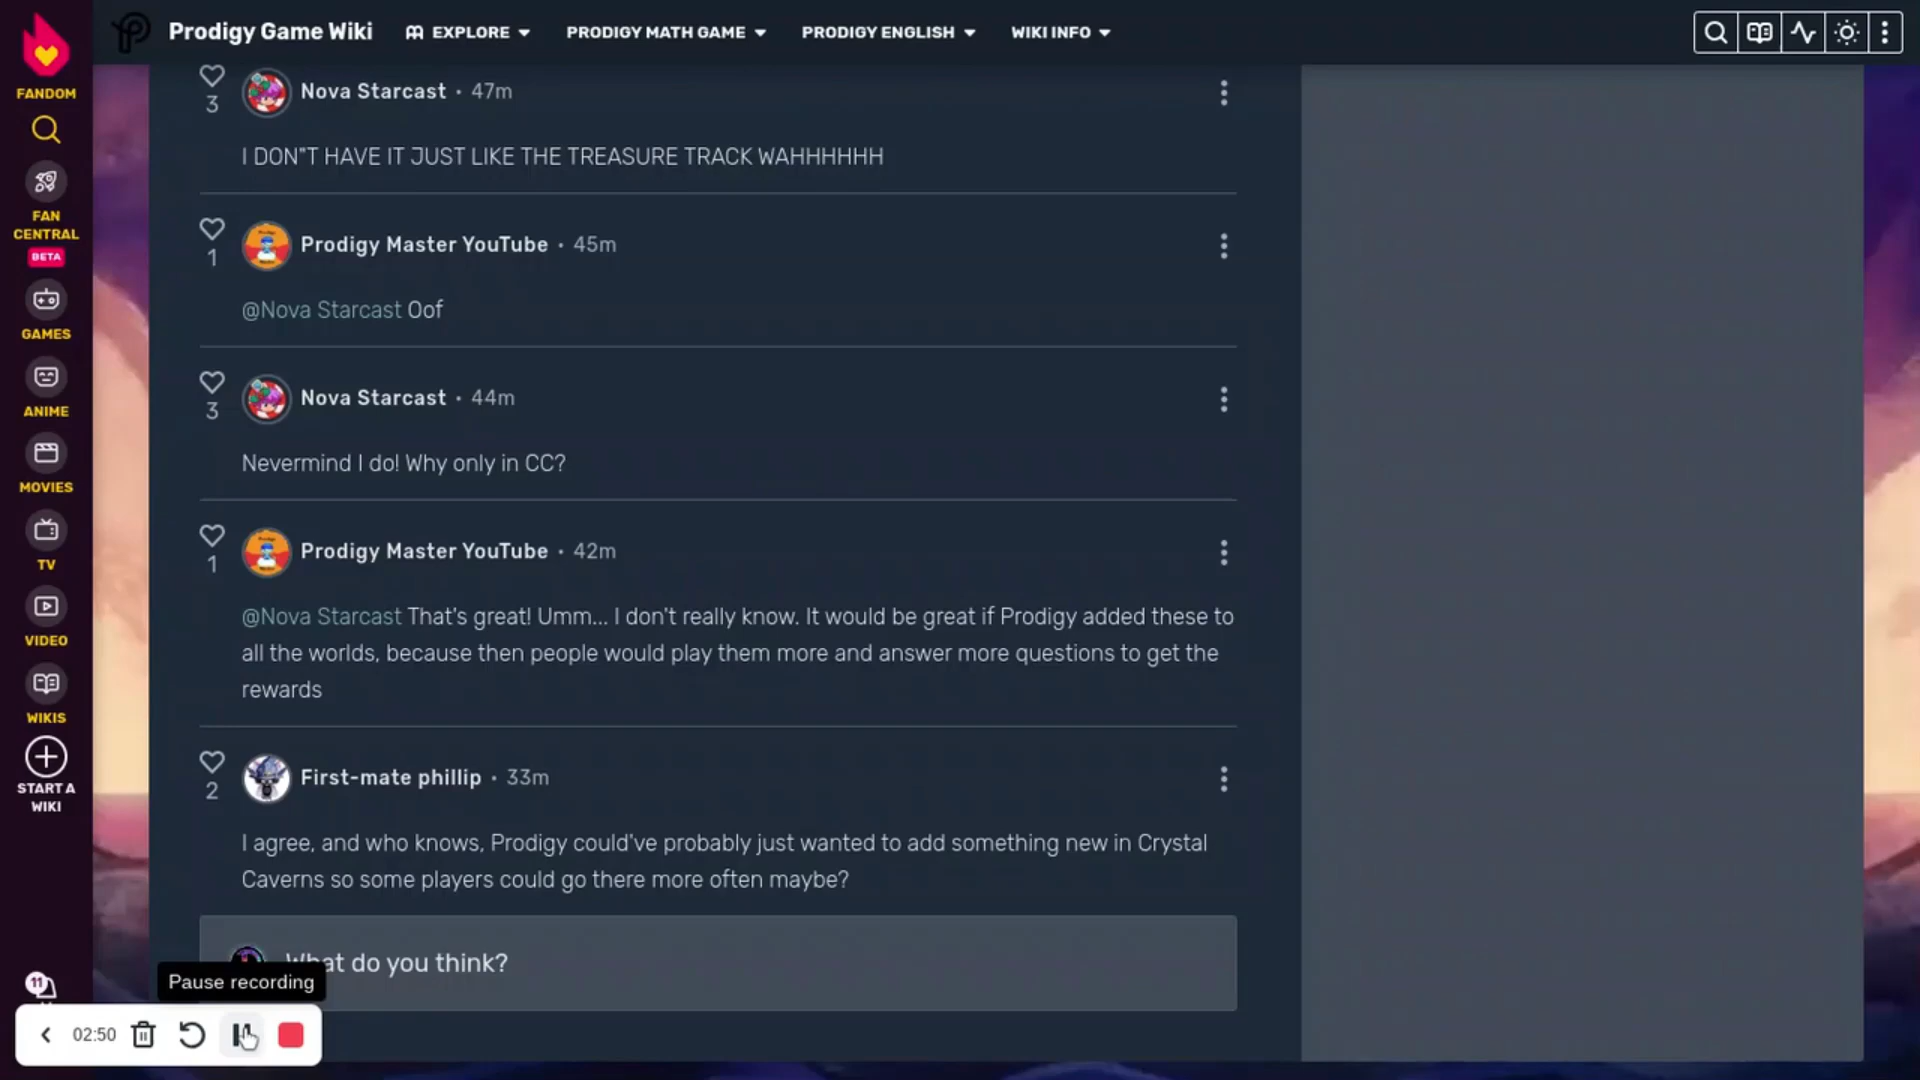 Prodigy Game Wiki
EXPLORE
PRODIGY MATH GAME
PRODIGY ENGLISH
WIKI INFO
FANDOM
FAN
CENTRAL
BETA
GAMES
ANIME
MOVIES
TV
VIDEO
WIKIS
START A
WIKI
11
3
Nova Starcast • 47m
I DON"T HAVE IT JUST LIKE THE TREASURE TRACK WAHHHHHH
1
Prodigy Master YouTube • 45m
@Nova Starcast Oof
3
Nova Starcast • 44m
Nevermind I do! Why only in CC?
1
Prodigy Master YouTube • 42m
@Nova Starcast That's great! Umm... I don't really know. It would be great if Prodigy added these to
all the worlds, because then people would play them more and answer more questions to get the
rewards
2
First-mate phillip • 33m
I agree, and who knows, Prodigy could've probably just wanted to add something new in Crystal
Caverns so some players could go there more often maybe?
What do you think?
Pause recording
02:50